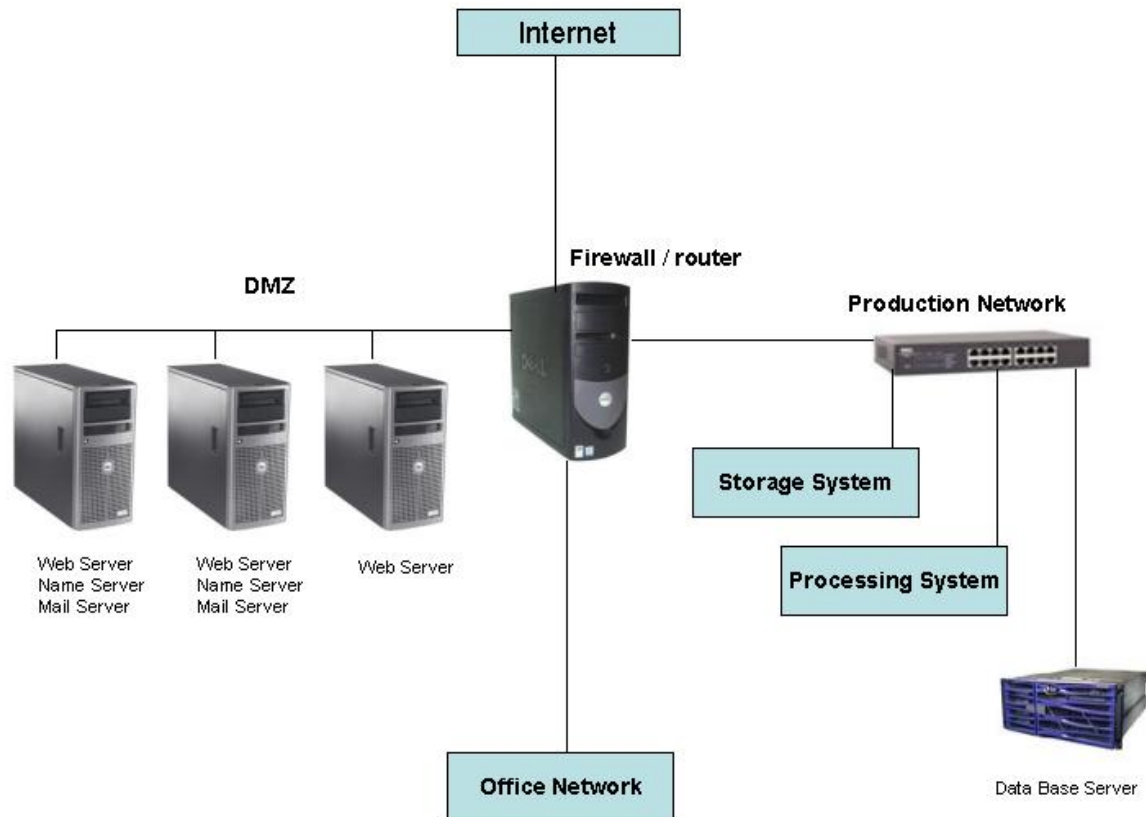 Internet
Firewall / router
DMZ
Production Network
DELL
Storage System
Web Server
Name Server
Mail Server
Web Server
Name Server
Mail Server
Web Server
Processing System
Office Network
Data Base Server